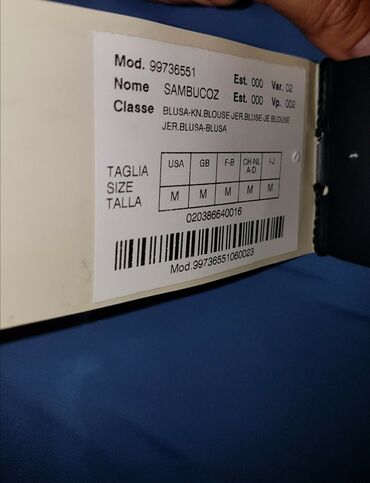 Mod. 99736551 Est. 000 Var. 02
Nome SAMBUCOZ Est. 000 Vp. 002
Classe BLUSA-KN.BLOUSE-JER.BLUSE-JE.BLOUSE
JER.BLUSA-BLUSA
TAGLIA USA GB F-B CH-NL I-J
SIZE A-D
TALLA M M M M M
020386640016
Mod.99736551060023